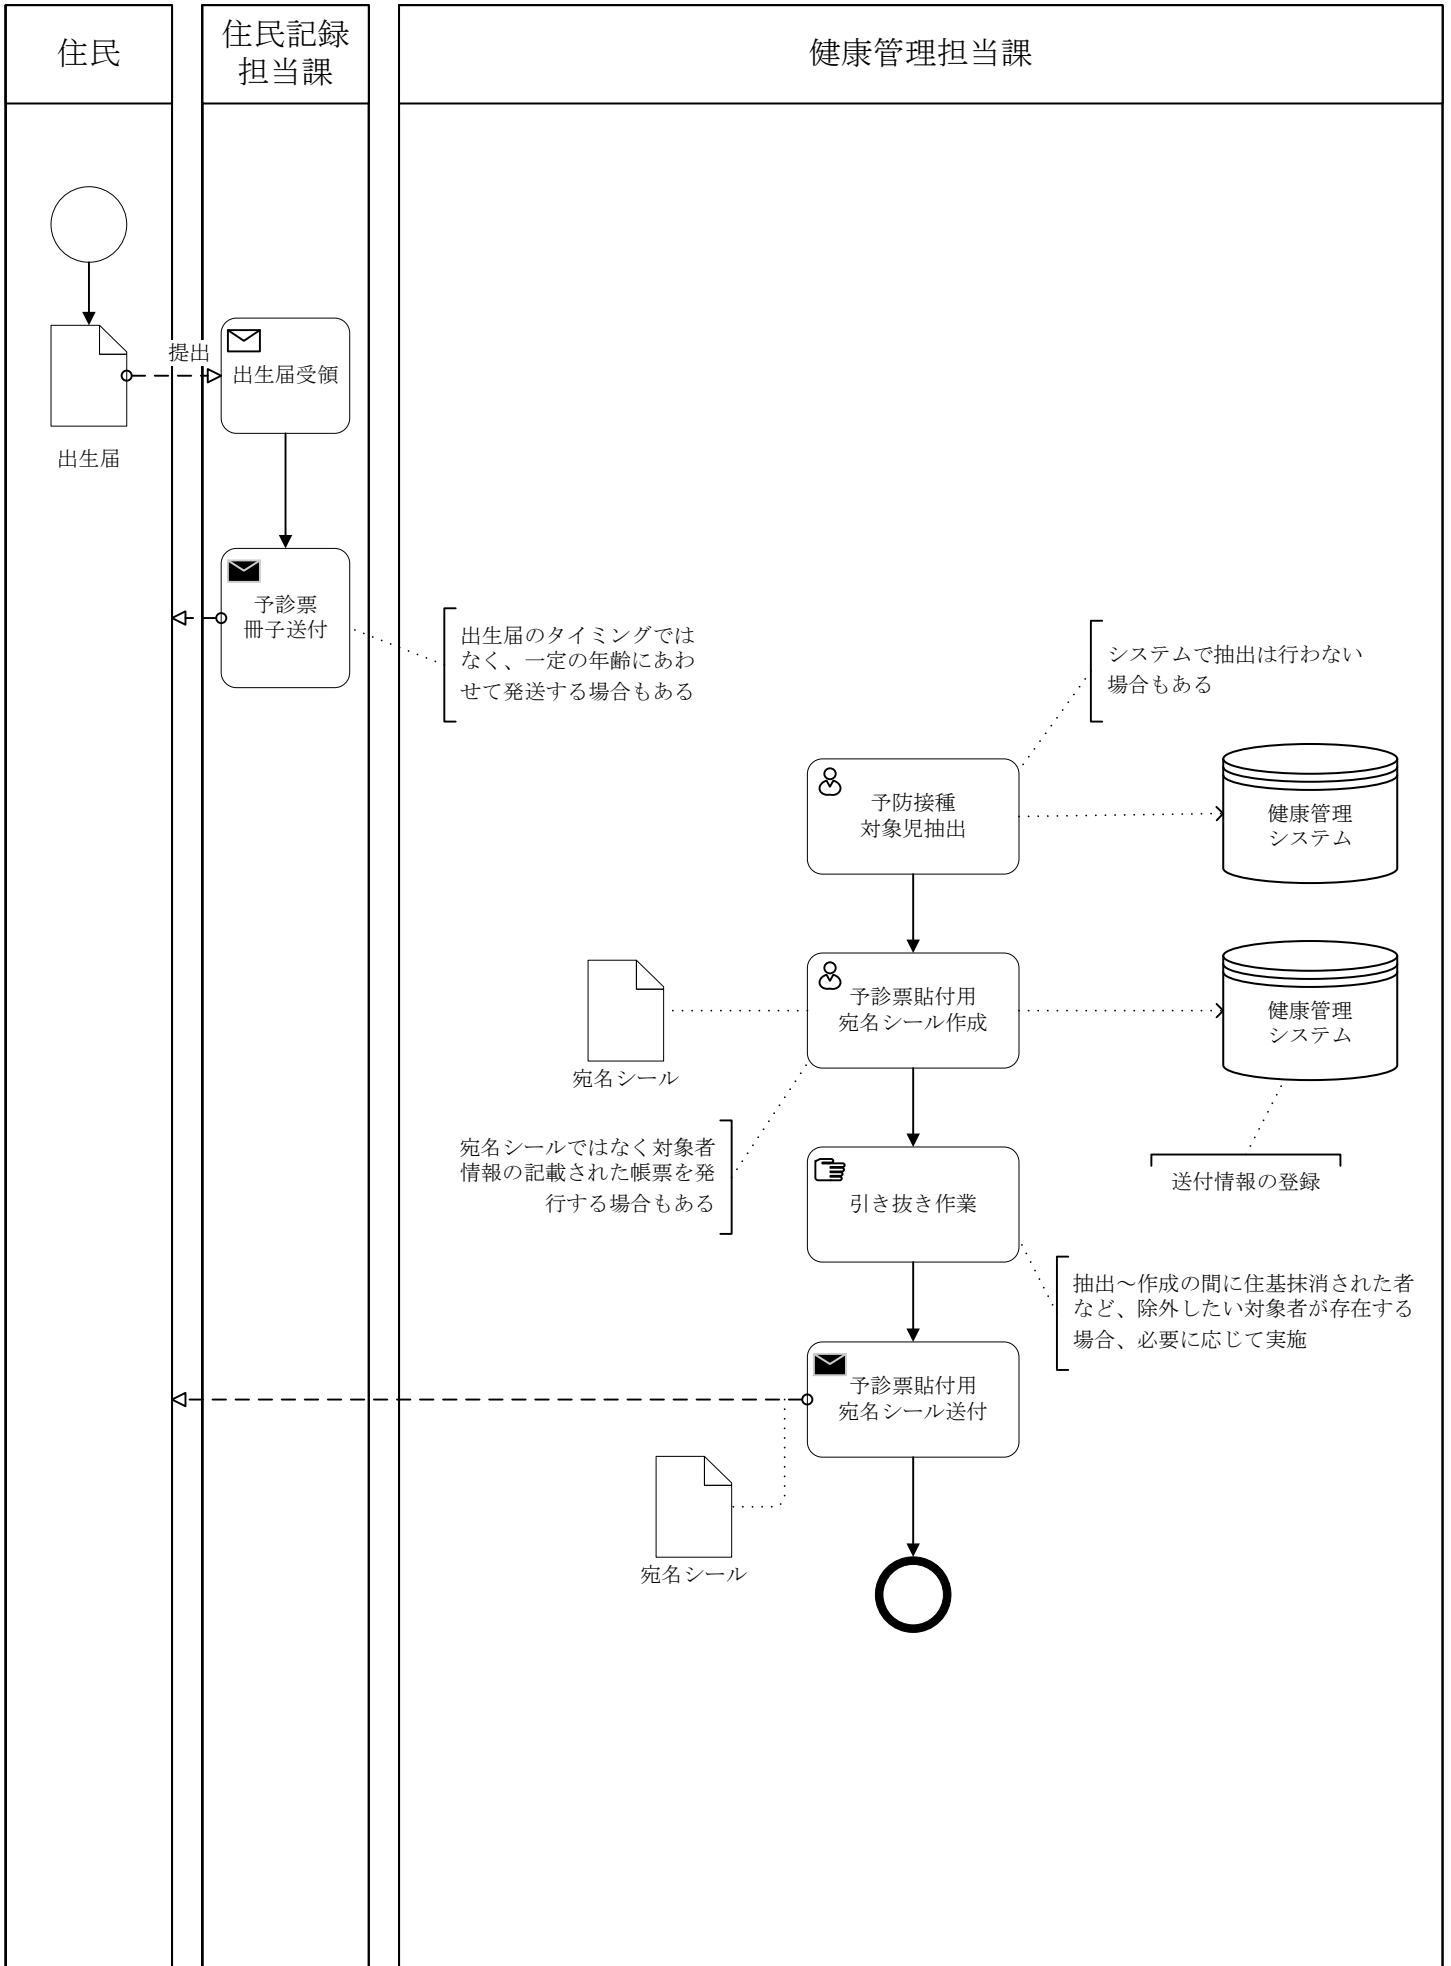 住民
住民記録
担当課
健康管理担当課
提出
出生届受領
出生届
予診票
冊子送付
出生届のタイミングでは
なく、一定の年齢にあわ
せて発送する場合もある
システムで抽出は行わない
場合もある
予防接種
対象児抽出
健康管理
システム
予診票貼付用
宛名シール作成
健康管理
システム
宛名シール
宛名シールではなく対象者
情報の記載された帳票を発
行する場合もある
送付情報の登録
引き抜き作業
抽出～作成の間に住基抹消された者
など、除外したい対象者が存在する
場合、必要に応じて実施
予診票貼付用
宛名シール送付
宛名シール